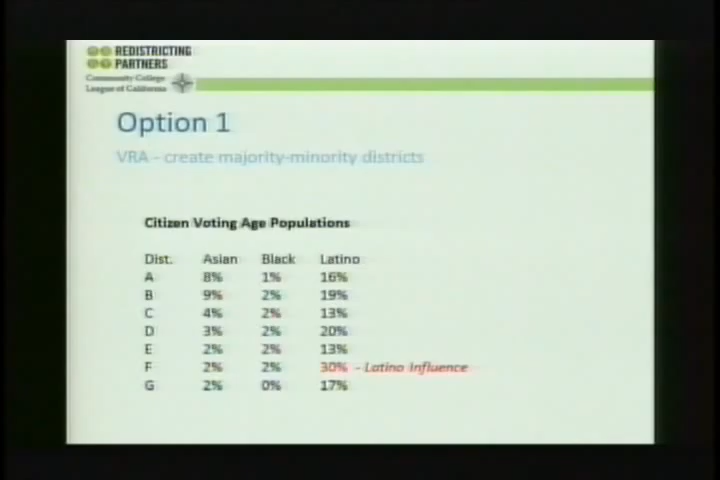 REDISTRICTING
PARTNERS
Community College
League of California
Option 1
VRA - create majority-minority districts
Citizen Voting Age Populations
Dist. Asian Black Latino
A 8% 1% 16%
B 9% 2% 19%
C 4% 2% 13%
D 3% 2% 20%
E 2% 2% 13%
F 2% 2% 30% - Latino Influence
G 2% 0% 17%